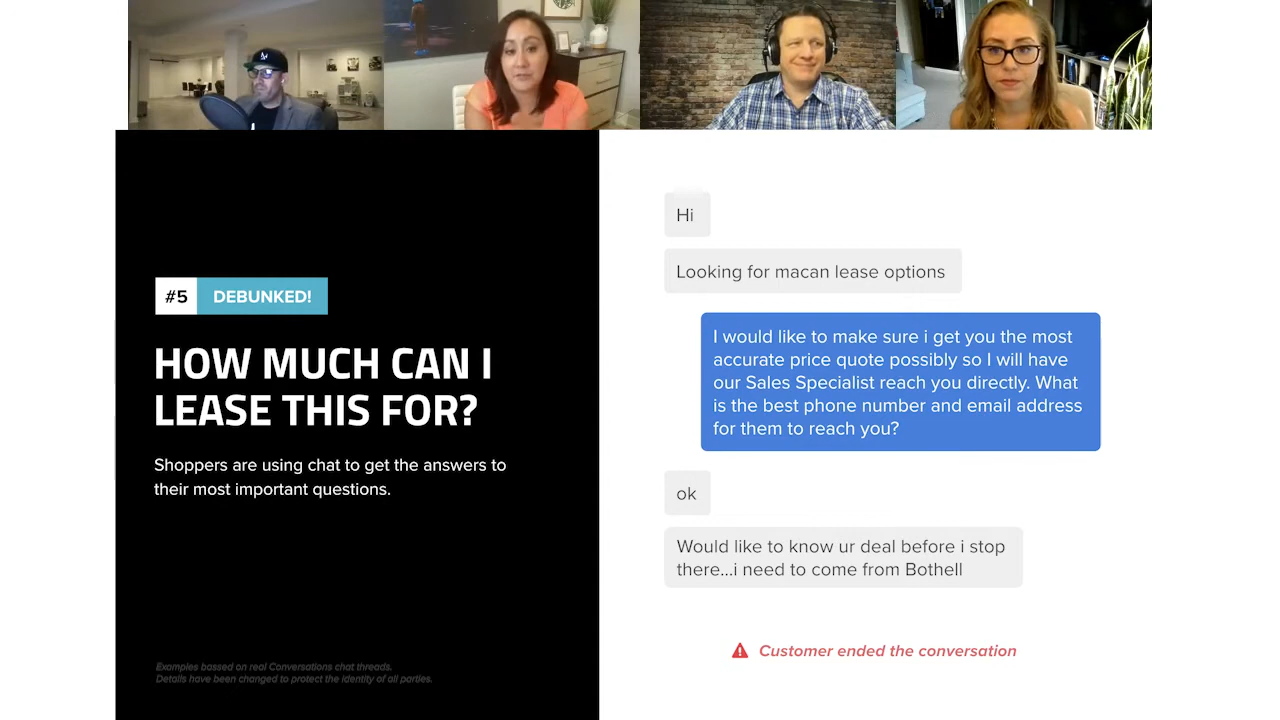 #5 DEBUNKED!
HOW MUCH CAN I
LEASE THIS FOR?
Shoppers are using chat to get the answers to
their most important questions.
Examples bassed on real Conversations chat threads.
Details have been changed to protect the identity of all parties.
Hi
Looking for macan lease options
I would like to make sure i get you the most
accurate price quote possibly so I will have
our Sales Specialist reach you directly. What
is the best phone number and email address
for them to reach you?
ok
Would like to know ur deal before i stop
there...i need to come from Bothell
Customer ended the conversation